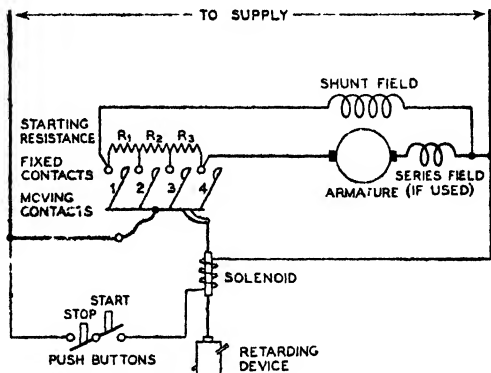 TO SUPPLY
SHUNT FIELD
STARTING
RESISTANCE
R1 R2 R3
FIXED
CONTACTS
MOVING
CONTACTS
1 2 3 4
ARMATURE
SERIES FIELD
(IF USED)
SOLENOID
START
STOP
PUSH BUTTONS
RETARDING
DEVICE